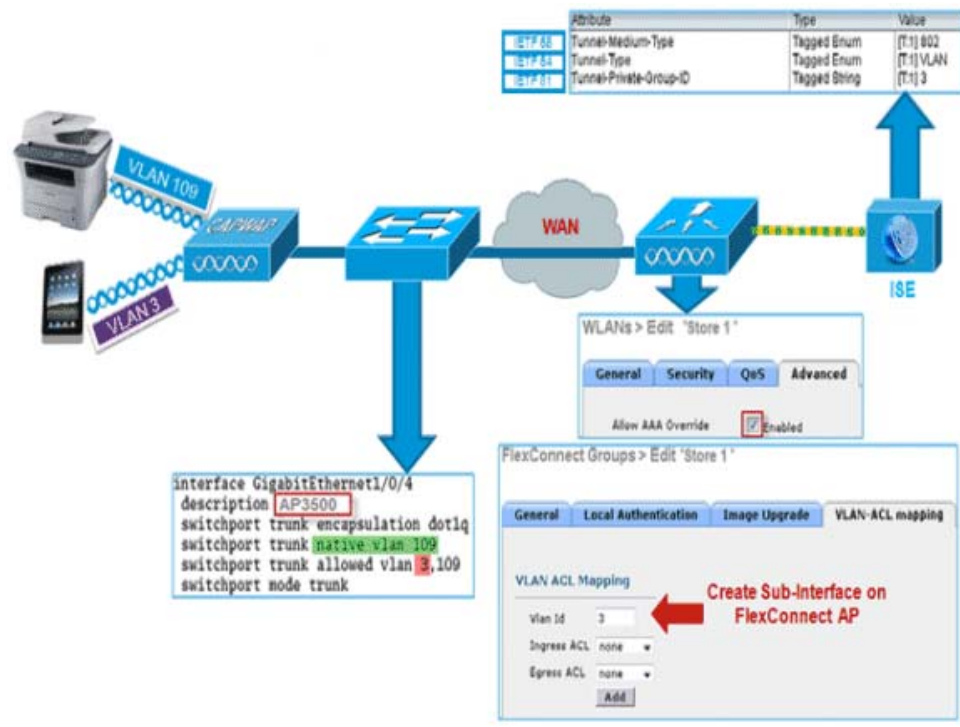 Attribute Type Value
IETF 65 Tunnel-Medium-Type Tagged Enum [T:1] 802
IETF 64 Tunnel-Type Tagged Enum [T:1] VLAN
IETF 81 Tunnel-Private-Group-ID Tagged String [T:1] 3
VLAN 109
CAPWAP
WAN
VLAN 3
ISE
WLANs > Edit "Store 1"
General Security QoS Advanced
Allow AAA Override Enabled
FlexConnect Groups > Edit "Store 1"
General Local Authentication Image Upgrade VLAN-ACL mapping
VLAN ACL Mapping
Vlan Id 3
Ingress ACL none
Egress ACL none
Add
Create Sub-Interface on
FlexConnect AP
interface GigabitEthernet1/0/4
description AP3500
switchport trunk encapsulation dot1q
switchport trunk native vlan 109
switchport trunk allowed vlan 3,109
switchport mode trunk